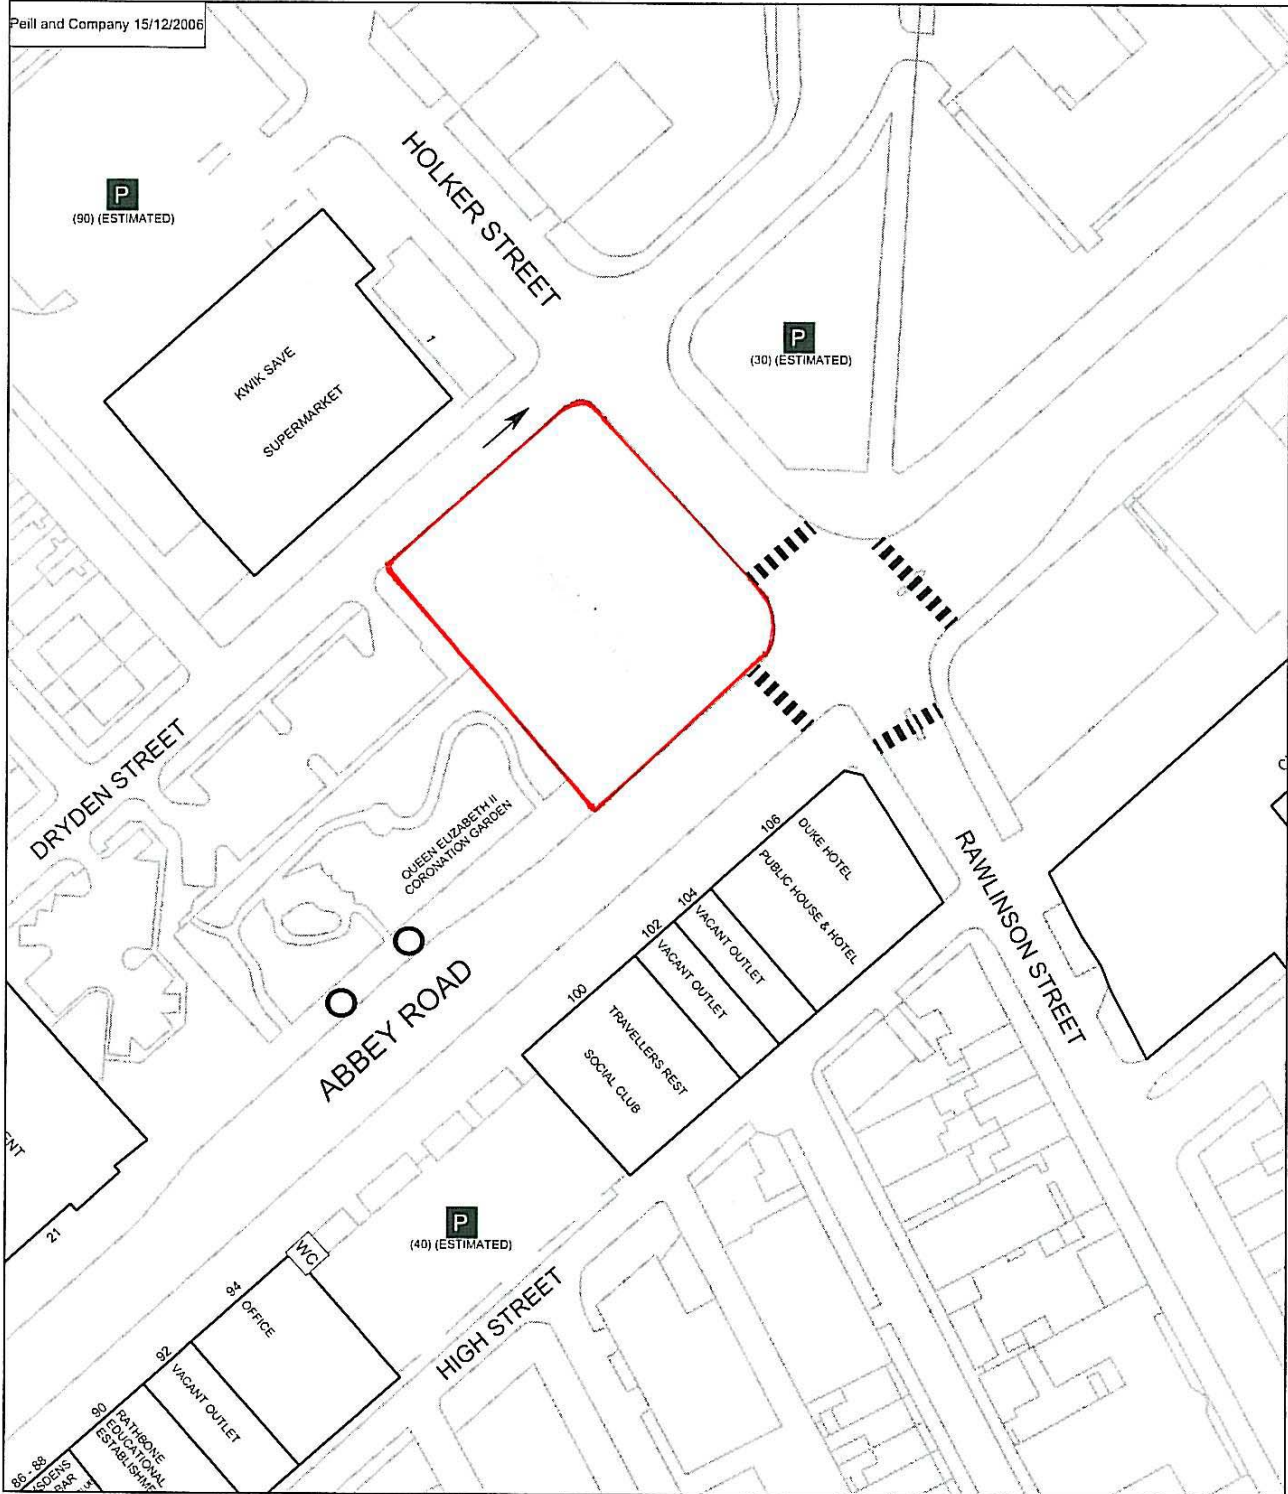 Peill and Company 15/12/2006
HOLKER STREET
P
(90) (ESTIMATED)
P
(30) (ESTIMATED)
1
KWIK SAVE
SUPERMARKET
DRYDEN STREET
QUEEN ELIZABETH II
CORONATION GARDEN
ABBEY ROAD
106
DUKE HOTEL
PUBLIC HOUSE & HOTEL
104
VACANT OUTLET
102
VACANT OUTLET
100
TRAVELLERS REST
SOCIAL CLUB
RAWLINSON STREET
21
P
(40) (ESTIMATED)
WC
HIGH STREET
94
OFFICE
92
VACANT OUTLET
90
RATHBONE
EDUCATIONAL
ESTABLISHME
86 - 88
SDENS
BAR